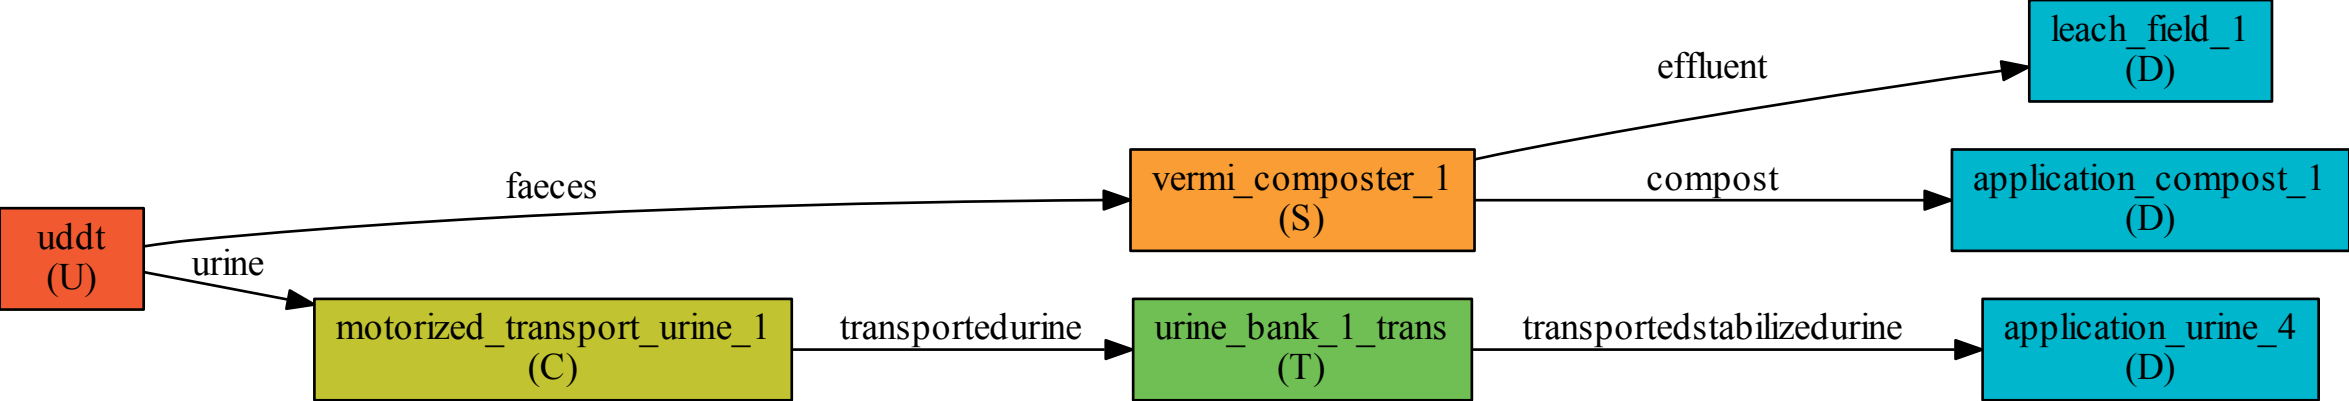 leach_field_1
(D)
effluent
vermi_composter_1
(S)
compost
application_compost_1
(D)
faeces
uddt
(U)
urine
motorized_transport_urine_1
(C)
transportedurine
urine_bank_1_trans
(T)
transportedstabilizedurine
application_urine_4
(D)